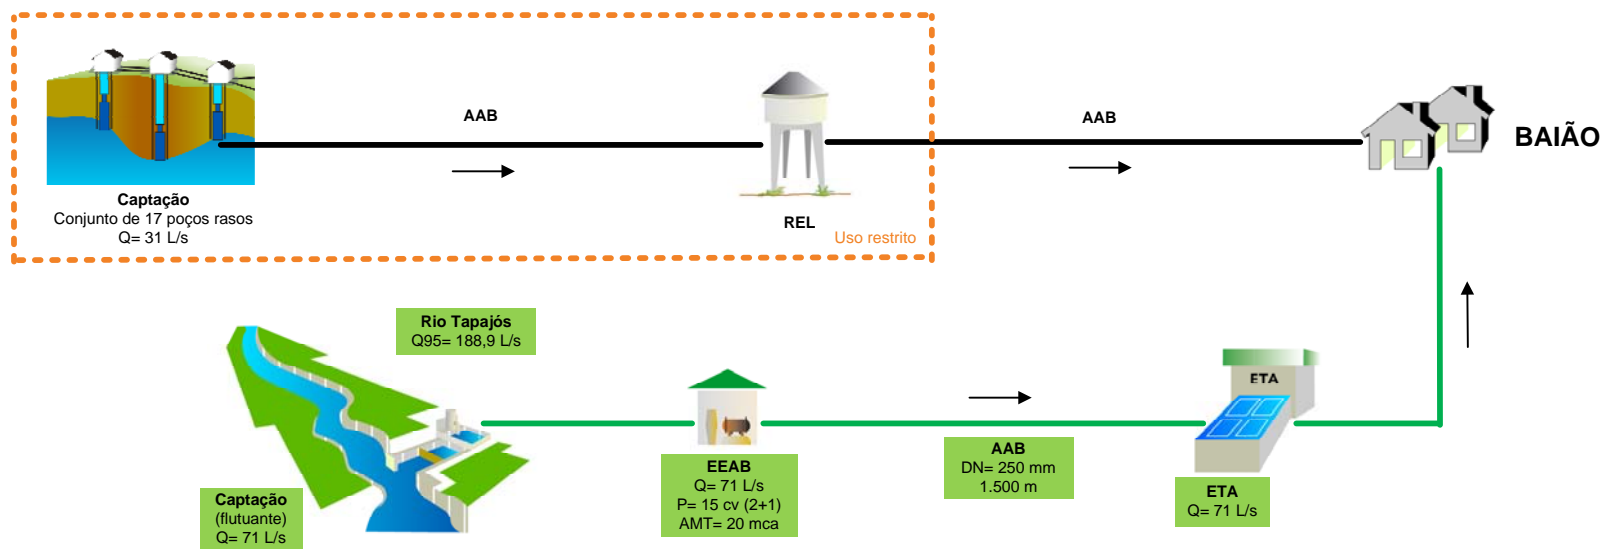 AAB
AAB
BAIÃO
Captação
Conjunto de 17 poços rasos
Q= 31 L/s
REL
Uso restrito
Rio Tapajós
Q95= 188,9 L/s
ETA
Captação
(flutuante)
Q= 71 L/s
EEAB
Q= 71 L/s
P= 15 cv (2+1)
AMT= 20 mca
AAB
DN= 250 mm
1.500 m
ETA
Q= 71 L/s